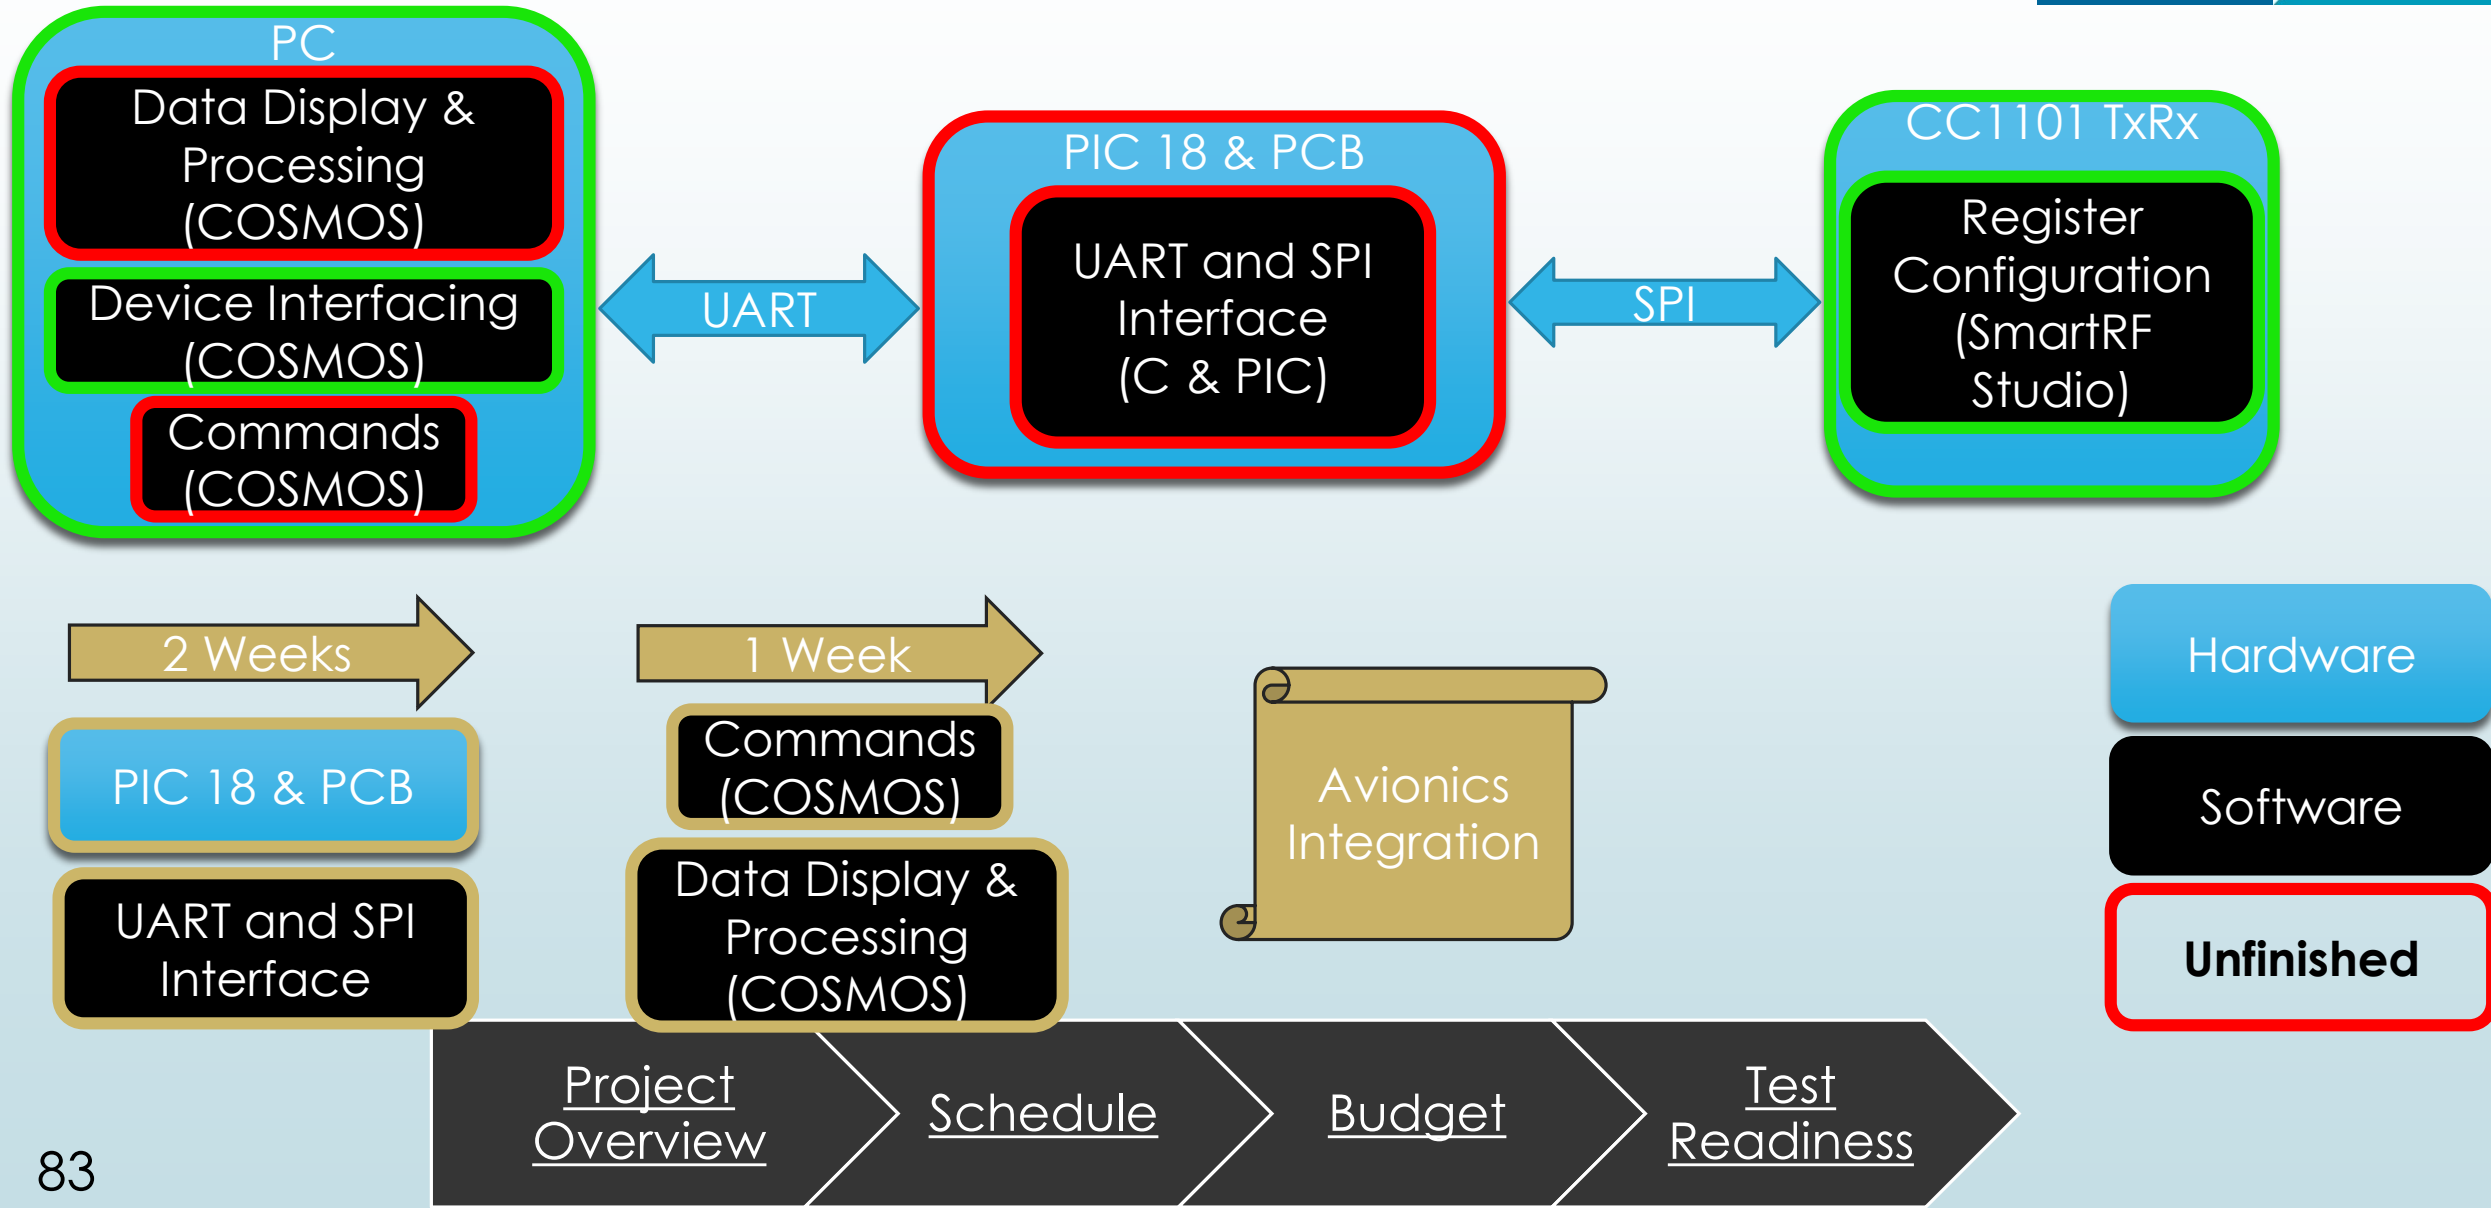 PC
Data Display &
Processing
(COSMOS)
Device Interfacing
(COSMOS)
Commands
(COSMOS)
UART
PIC 18 & PCB
UART and SPI
Interface
(C & PIC)
SPI
CC1101 TxRx
Register
Configuration
(SmartRF
Studio)
2 Weeks
PIC 18 & PCB
UART and SPI
Interface
1 Week
Commands
(COSMOS)
Data Display &
Processing
(COSMOS)
Avionics
Integration
Hardware
Software
Unfinished
Project
Overview
Schedule
Budget
Test
Readiness
83